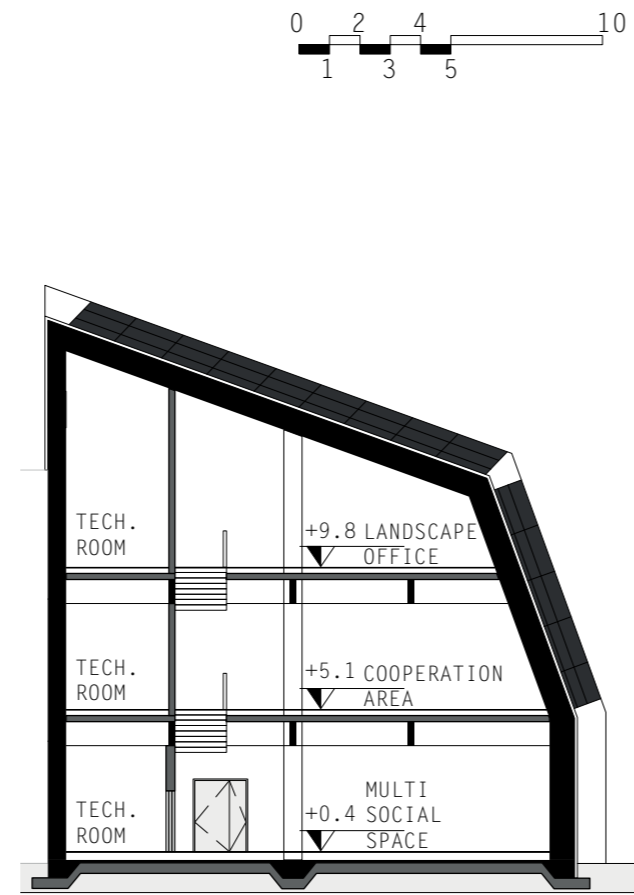 0 2 4 10
1 3 5
TECH.
ROOM
+9.8 LANDSCAPE
OFFICE
TECH.
ROOM
+5.1 COOPERATION
AREA
TECH.
ROOM
MULTI
+0.4 SOCIAL
SPACE